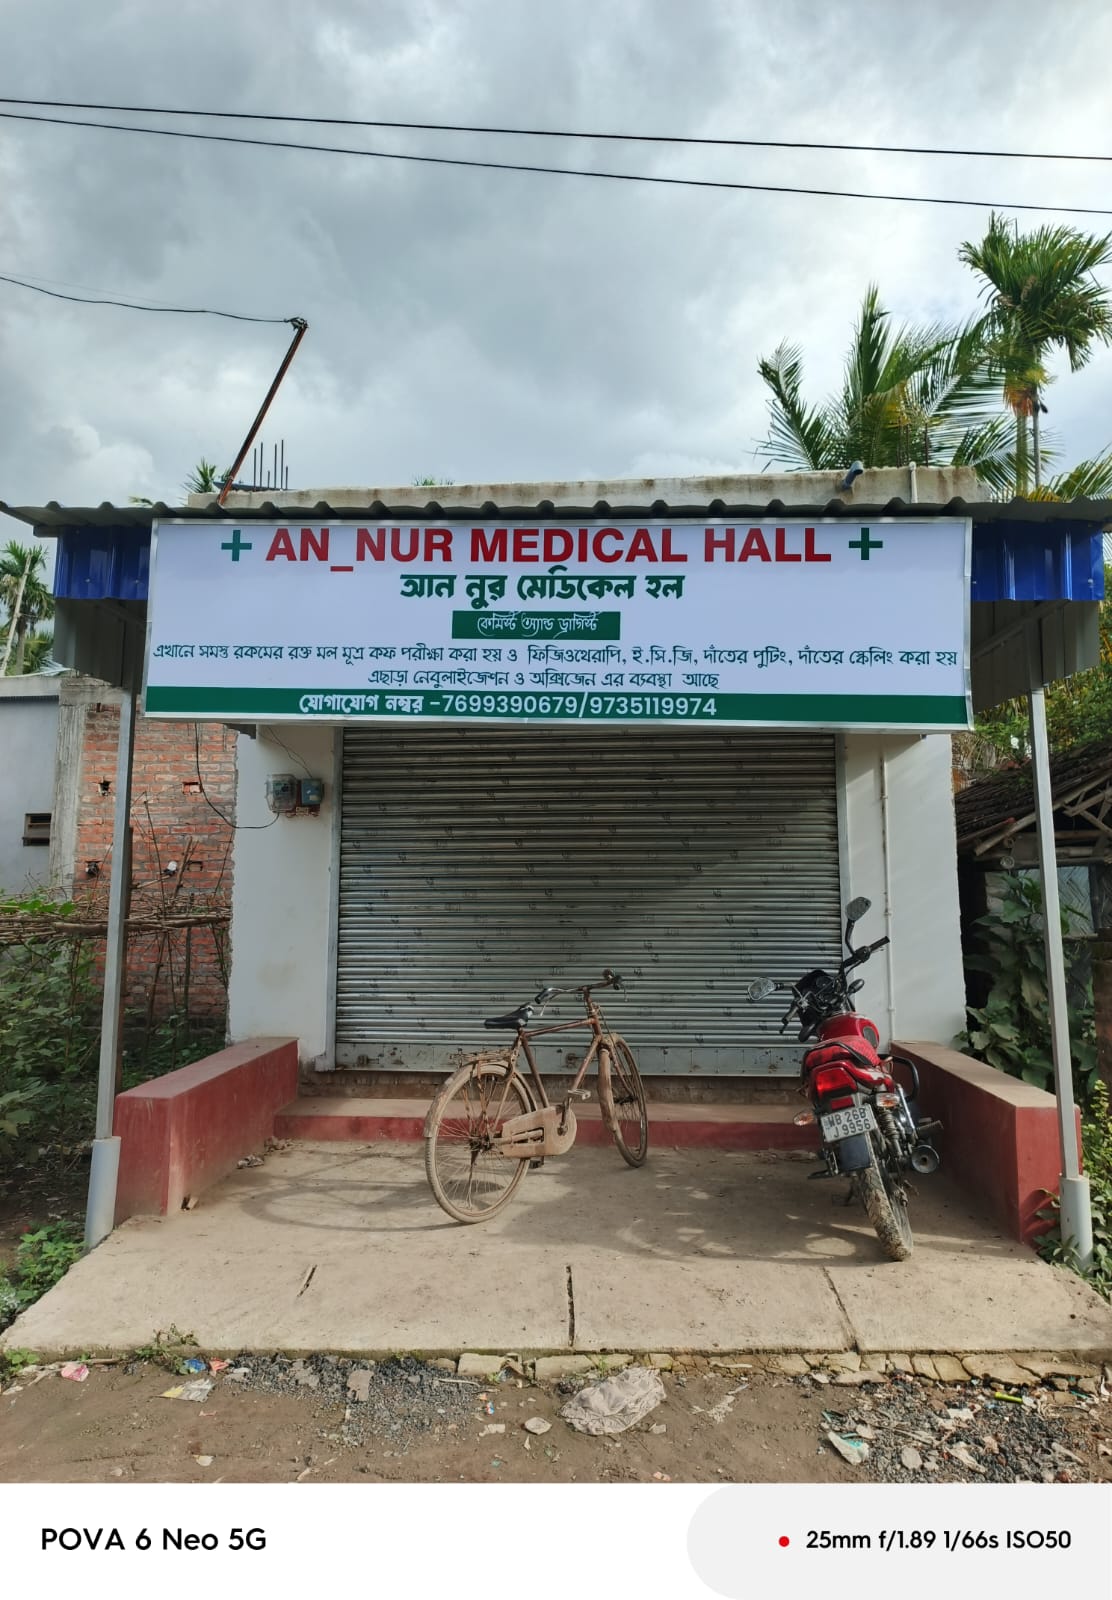 + AN_NUR MEDICAL HALL +
আন নুর মেডিকেল হল
কেমিস্ট অ্যান্ড ড্রাগিস্ট
এখানে সমস্ত রকমের রক্ত মল মূত্র কফ পরীক্ষা করা হয় ও ফিজিওথেরাপি, ই.সি.জি, দাঁতের পুটিং, দাঁতের স্কেলিং করা হয়
এছাড়া নেবুলাইজেশন ও অক্সিজেন এর ব্যবস্থা আছে
যোগাযোগ নম্বর -7699390679/9735119974
WB 26B
J 9956
POVA 6 Neo 5G
25mm f/1.89 1/66s ISO50